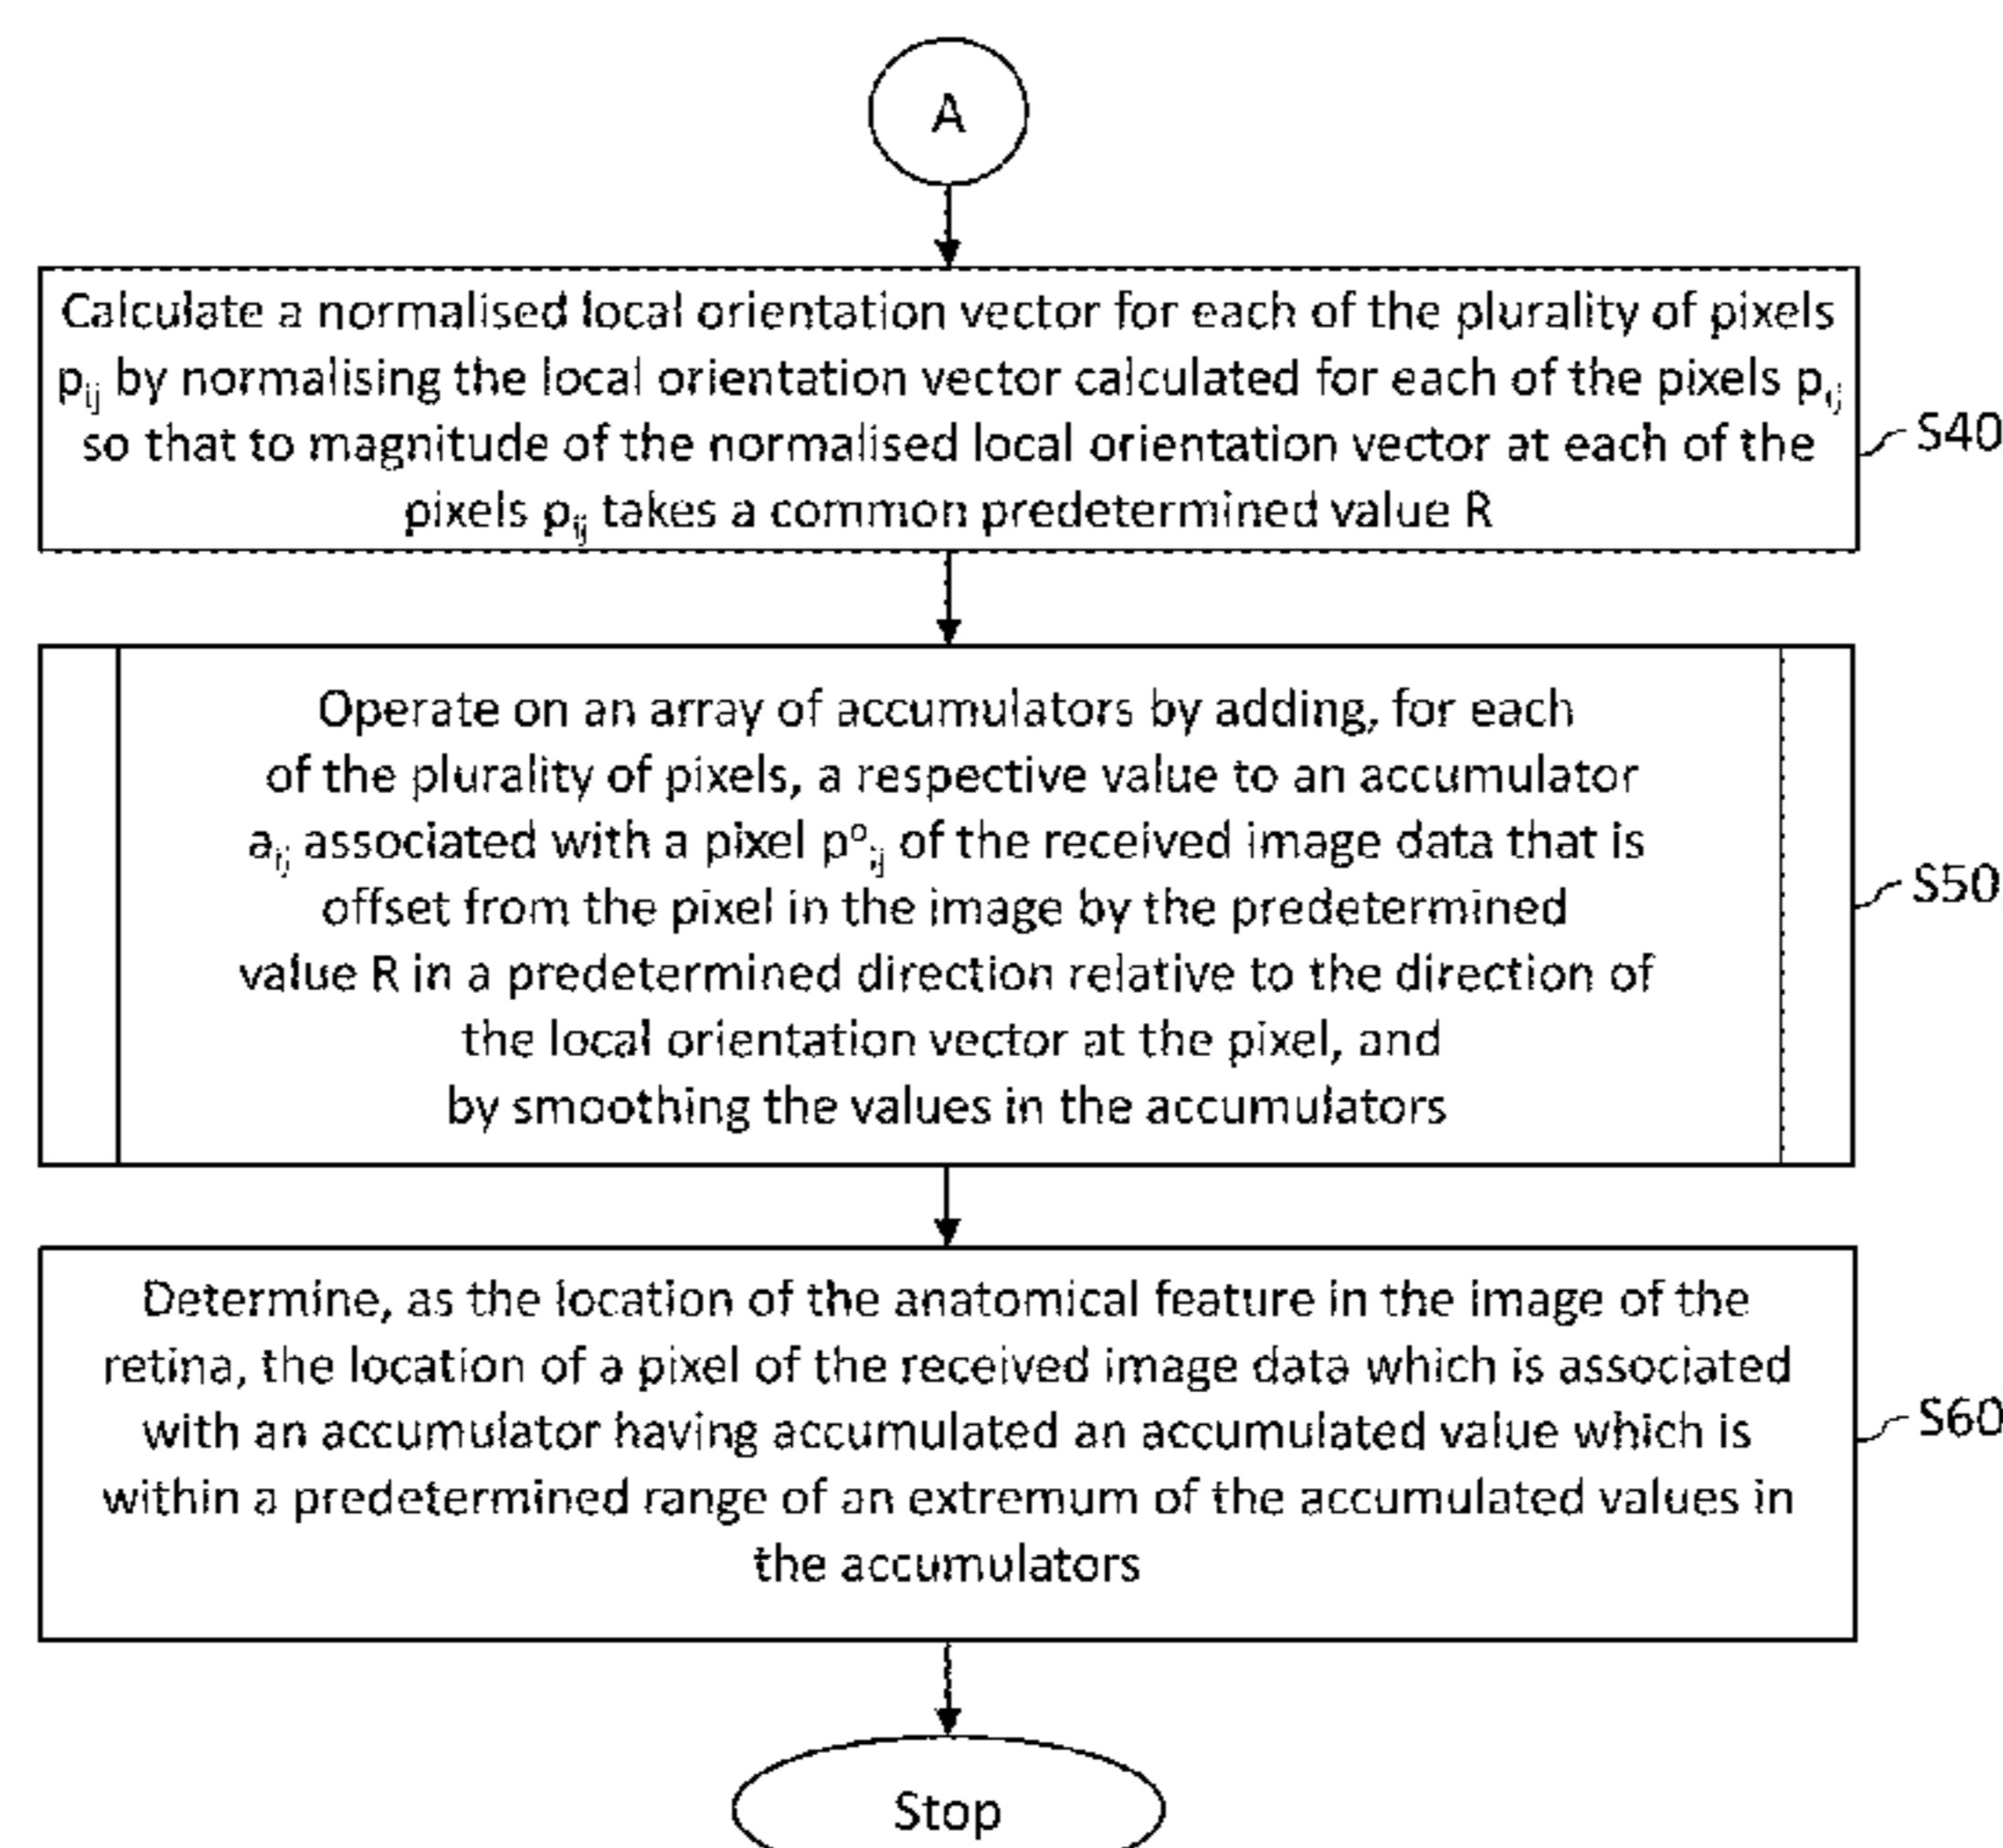 A
Calculate a normalised local orientation vector for each of the plurality of pixels
pij by normalising the local orientation vector calculated for each of the pixels pij
so that to magnitude of the normalised local orientation vector at each of the
pixels pij takes a common predetermined value R
S40
Operate on an array of accumulators by adding, for each
of the plurality of pixels, a respective value to an accumulator
aij associated with a pixel pᵒij of the received image data that is
offset from the pixel in the image by the predetermined
value R in a predetermined direction relative to the direction of
the local orientation vector at the pixel, and
by smoothing the values in the accumulators
S50
Determine, as the location of the anatomical feature in the image of the
retina, the location of a pixel of the received image data which is associated
with an accumulator having accumulated an accumulated value which is
within a predetermined range of an extremum of the accumulated values in
the accumulators
S60
Stop